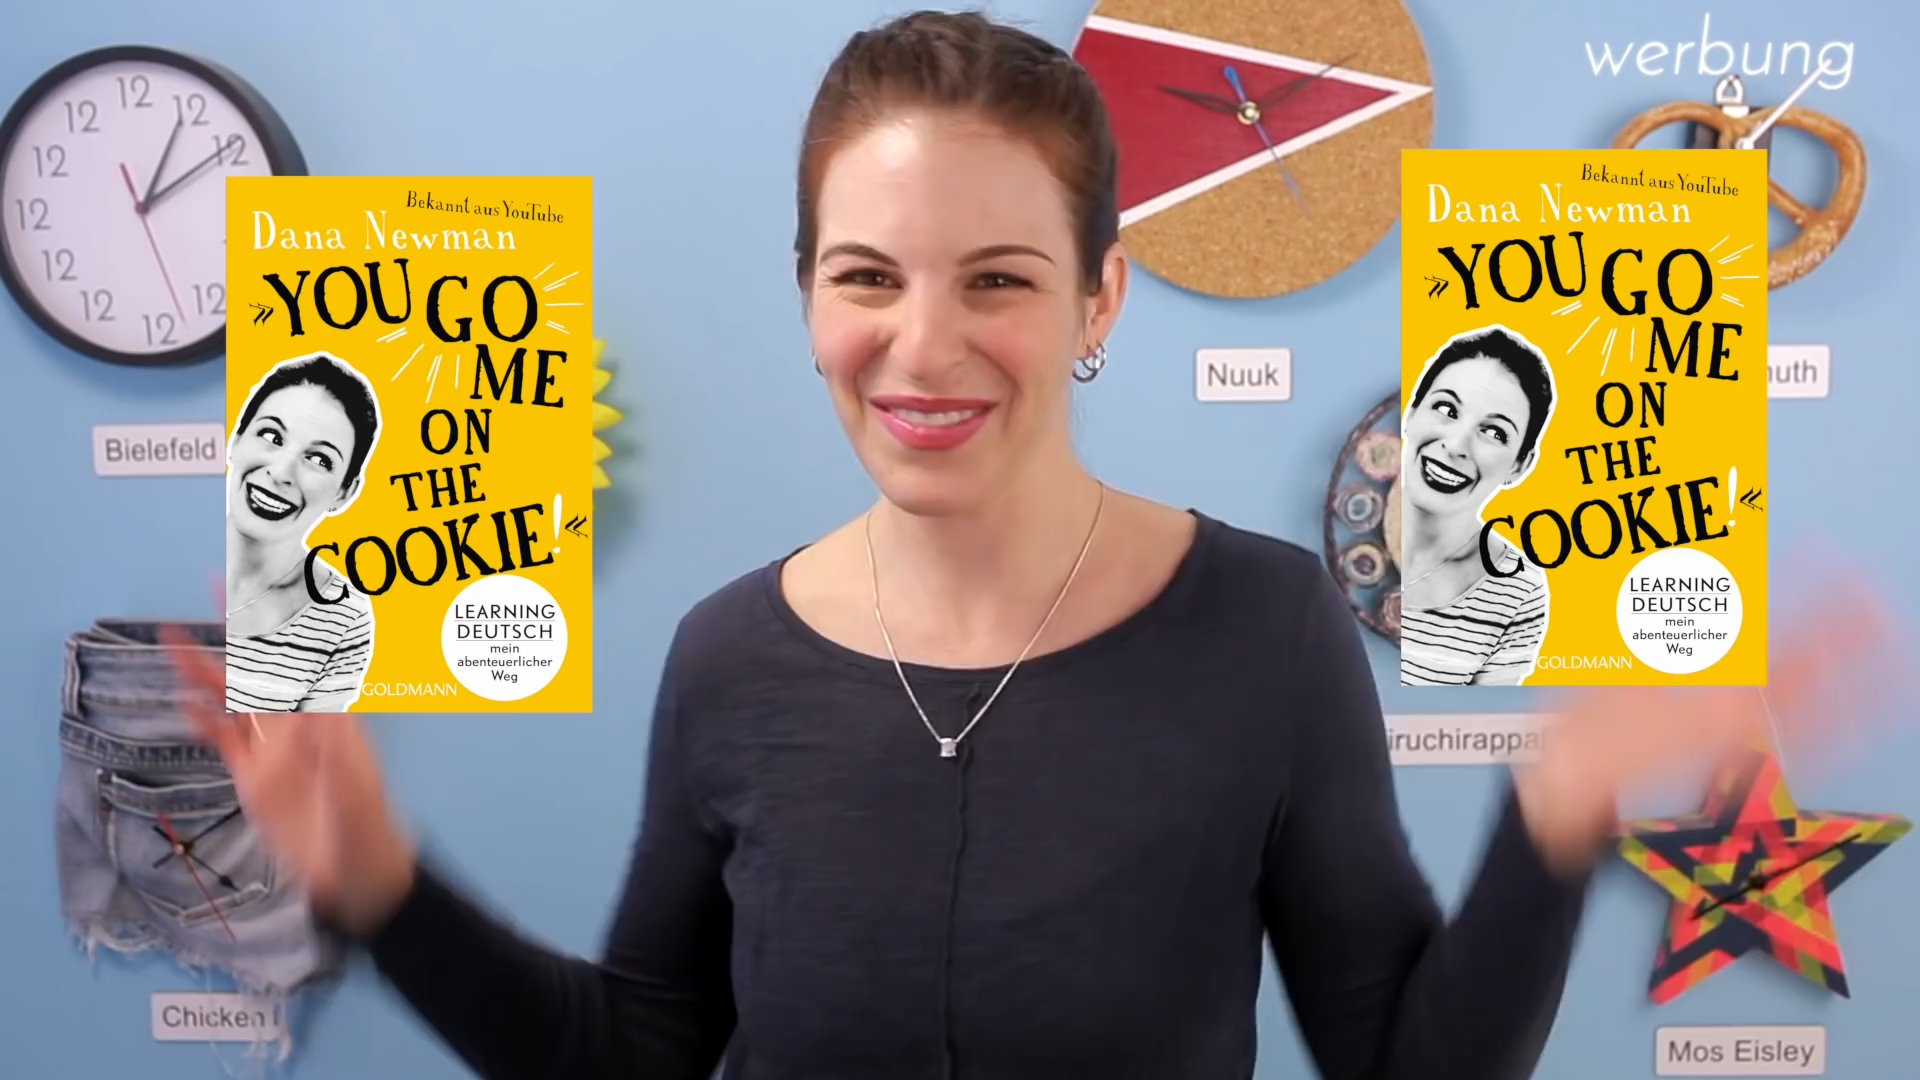 werbung
12
12
12
12
12
12
12
12
12
12
Bielefeld
Bekannt aus YouTube
Dana Newman
»YOU GO
ME
ON
THE
COOKIE!«
LEARNING
DEUTSCH
mein
abenteuerlicher
Weg
GOLDMANN
Nuuk
Bekannt aus YouTube
Dana Newman
»YOU GO
ME
ON
THE
COOKIE!«
LEARNING
DEUTSCH
mein
abenteuerlicher
Weg
GOLDMANN
Chicken
Mos Eisley